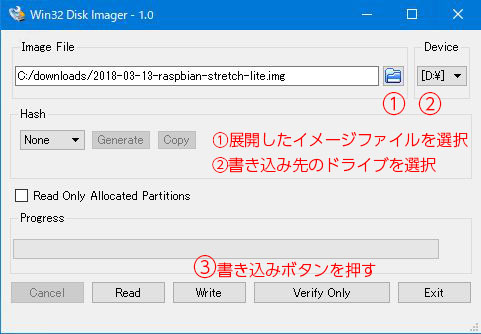 Win32 Disk Imager - 1.0
Image File
Device
C:/downloads/2018-03-13-raspbian-stretch-lite.img
[D:¥]
① ②
Hash
None Generate Copy
①展開したイメージファイルを選択
②書き込み先のドライブを選択
Read Only Allocated Partitions
Progress
③書き込みボタンを押す
Cancel Read Write Verify Only Exit